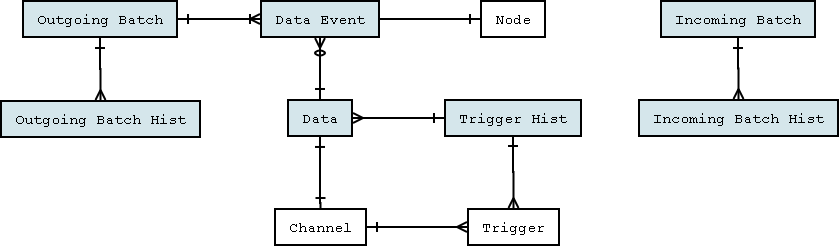 Outgoing Batch
Data Event
Node
Incoming Batch
Outgoing Batch Hist
Data
Trigger Hist
Incoming Batch Hist
Channel
Trigger